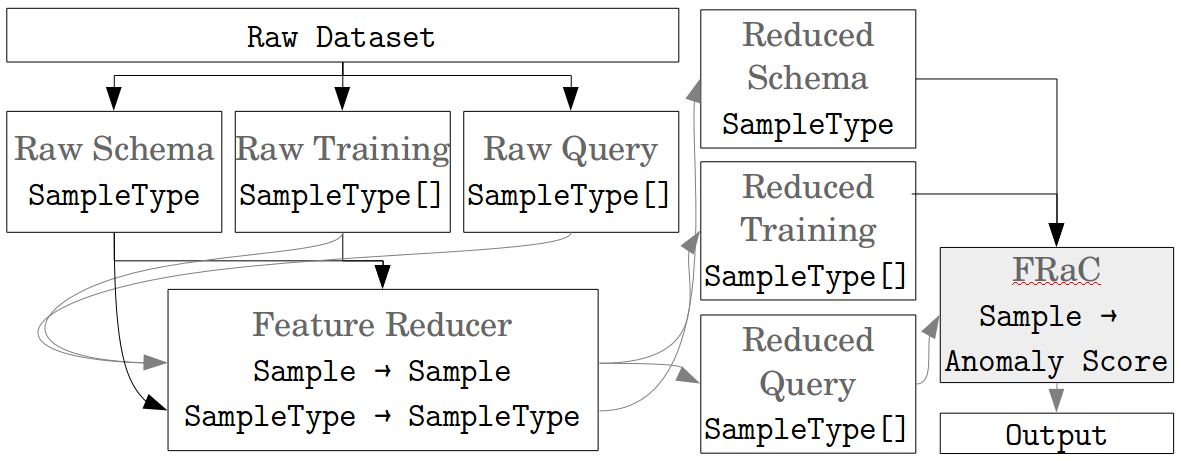 Raw Dataset
Raw Schema
SampleType
Raw Training
SampleType[]
Raw Query
SampleType[]
Feature Reducer
Sample → Sample
SampleType → SampleType
Reduced
Schema
SampleType
Reduced
Training
SampleType[]
Reduced
Query
SampleType[]
FRaC
Sample →
Anomaly Score
Output